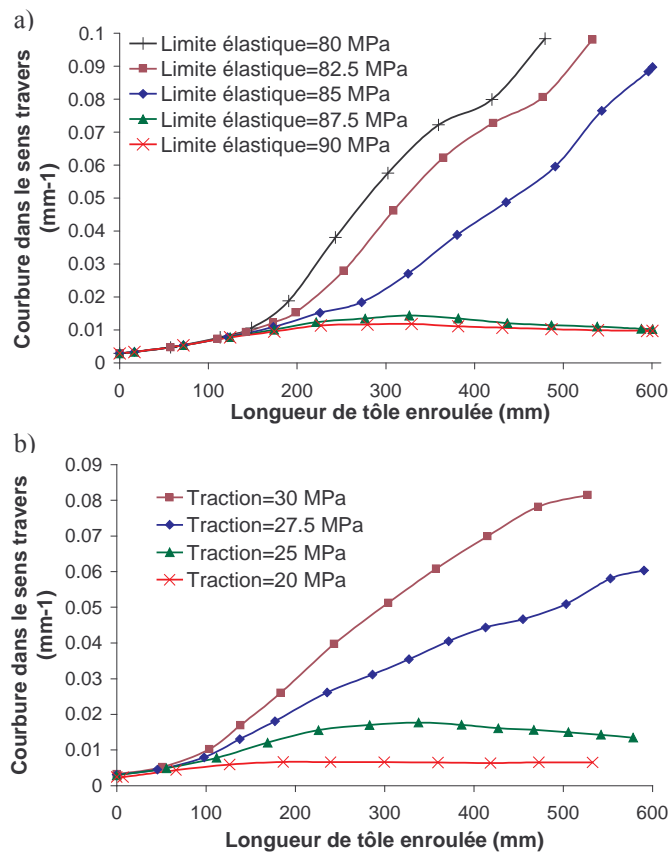 a)
0.1
0.09
0.08
0.07
0.06
0.05
0.04
0.03
0.02
0.01
0
Courbure dans le sens travers
(mm-1)
Limite élastique=80 MPa
Limite élastique=82.5 MPa
Limite élastique=85 MPa
Limite élastique=87.5 MPa
Limite élastique=90 MPa
0 100 200 300 400 500 600
Longueur de tôle enroulée (mm)
b)
0.09
0.08
0.07
0.06
0.05
0.04
0.03
0.02
0.01
0
Courbure dans le sens travers
(mm-1)
Traction=30 MPa
Traction=27.5 MPa
Traction=25 MPa
Traction=20 MPa
0 100 200 300 400 500 600
Longueur de tôle enroulée (mm)